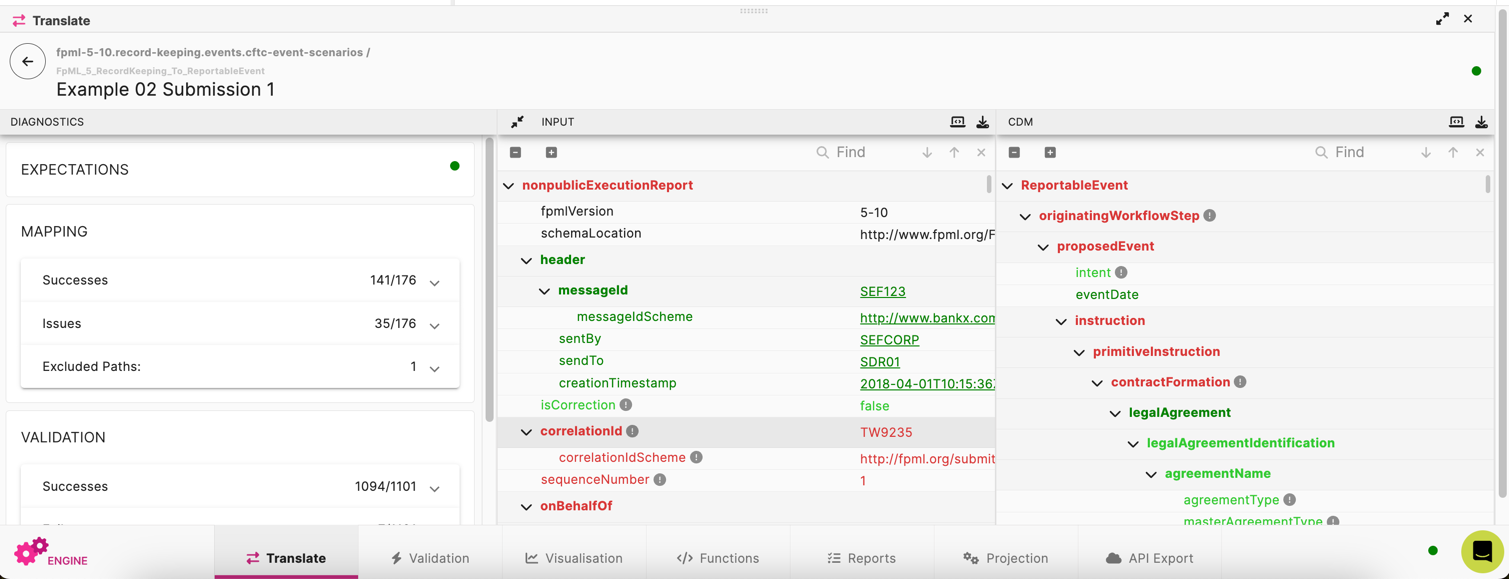 Translate
fpml-5-10.record-keeping.events.cftc-event-scenarios /
FpML_5_RecordKeeping_To_ReportableEvent
Example 02 Submission 1
DIAGNOSTICS
EXPECTATIONS
MAPPING
Successes 141/176
Issues 35/176
Excluded Paths: 1
VALIDATION
Successes 1094/1101
INPUT
Find
nonpublicExecutionReport
fpmlVersion 5-10
schemaLocation http://www.fpml.org/F
header
messageId SEF123
messageIdScheme http://www.bankx.com
sentBy SEFCORP
sendTo SDR01
creationTimestamp 2018-04-01T10:15:36
isCorrection false
correlationId TW9235
correlationIdScheme http://fpml.org/submit
sequenceNumber 1
onBehalfOf
CDM
Find
ReportableEvent
originatingWorkflowStep
proposedEvent
intent
eventDate
instruction
primitiveInstruction
contractFormation
legalAgreement
legalAgreementIdentification
agreementName
agreementType
masterAgreementType
ENGINE
Translate
Validation
Visualisation
Functions
Reports
Projection
API Export